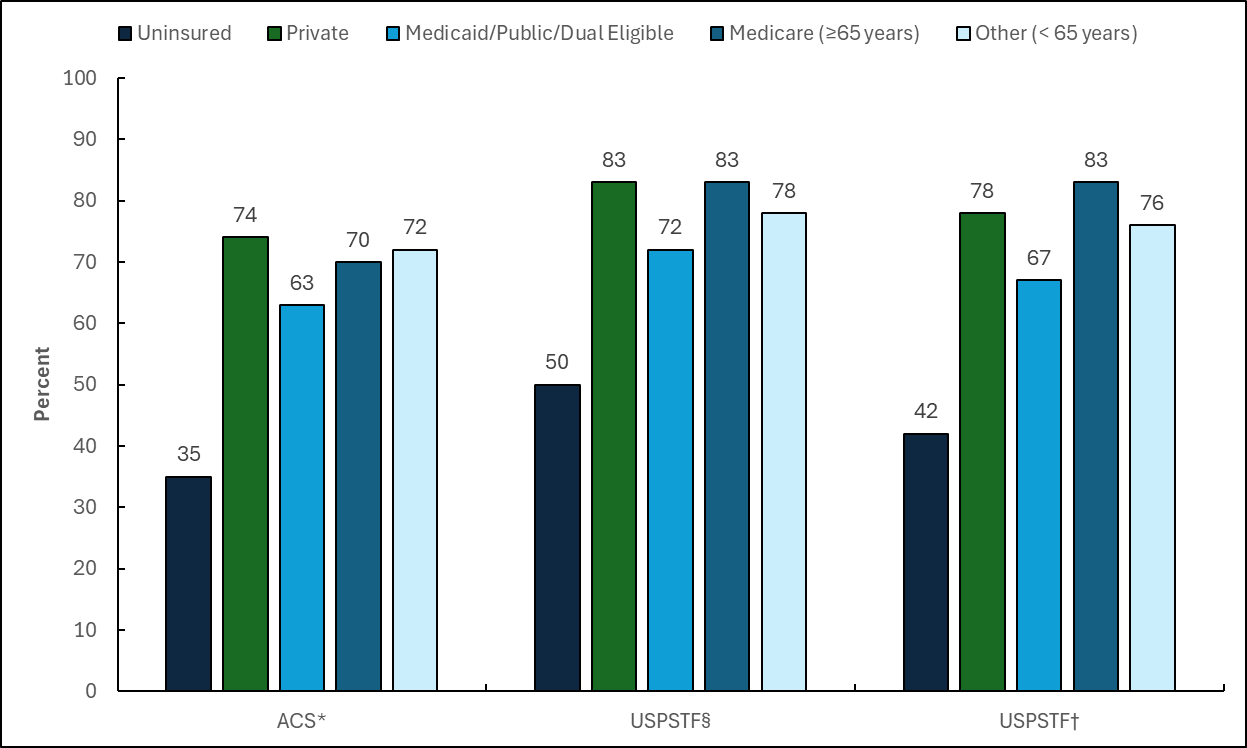 Uninsured Private Medicaid/Public/Dual Eligible Medicare (≥65 years) Other (< 65 years)
Percent
100
90
80
70
60
50
40
30
20
10
0
35 74 63 70 72
50 83 72 83 78
42 78 67 83 76
ACS* USPSTF§ USPSTF†